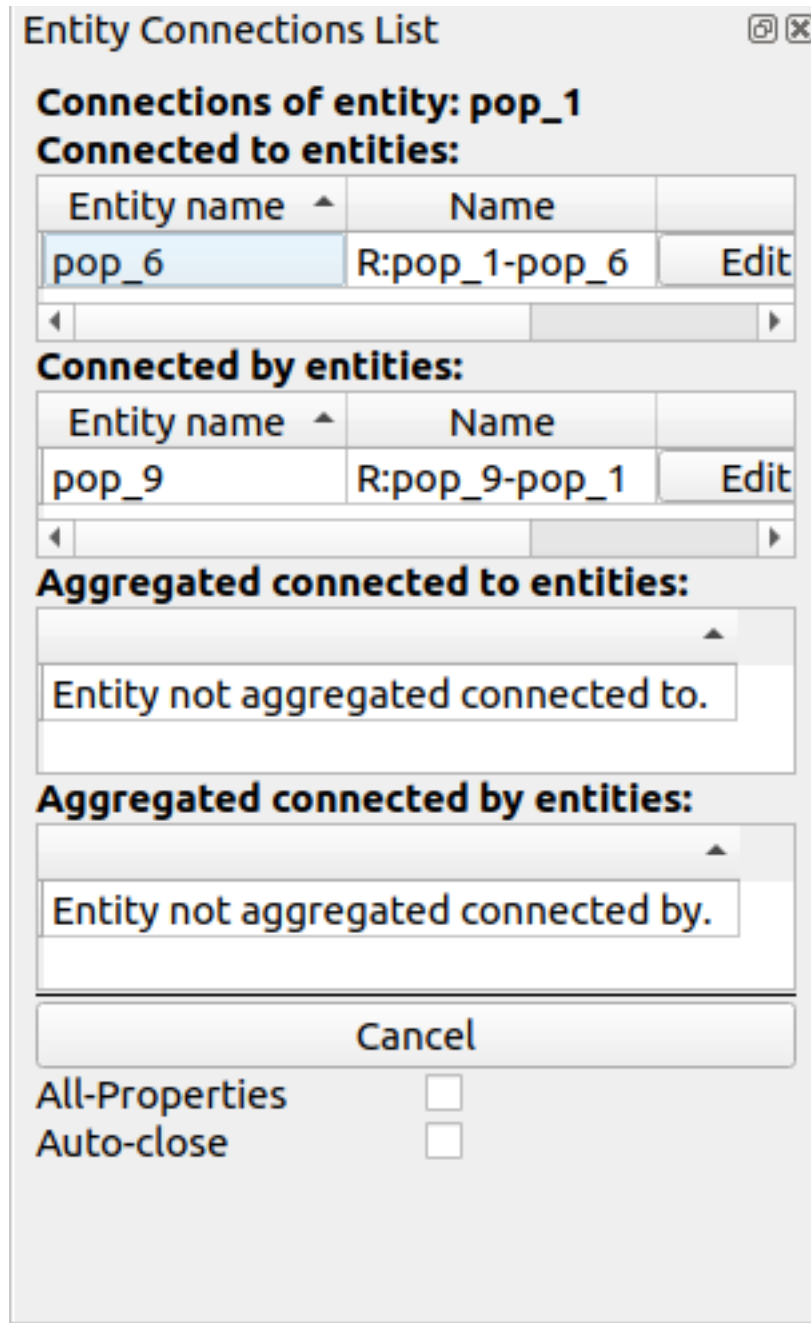 Entity Connections List
Connections of entity: pop_1
Connected to entities:
Entity name Name
pop_6 R:pop_1-pop_6 Edit
Connected by entities:
Entity name Name
pop_9 R:pop_9-pop_1 Edit
Aggregated connected to entities:
Entity not aggregated connected to.
Aggregated connected by entities:
Entity not aggregated connected by.
Cancel
All-Properties
Auto-close